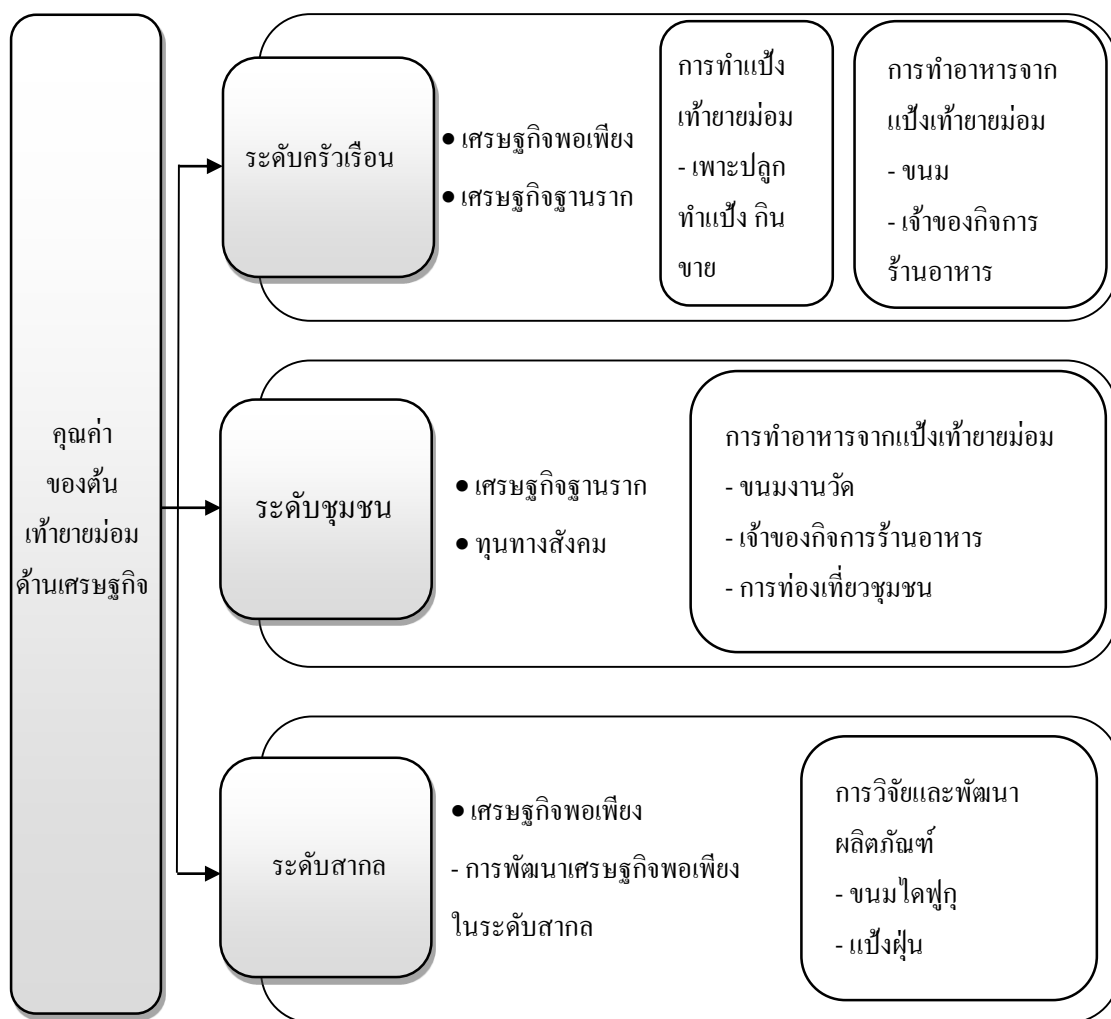 คุณค่า
ของต้น
เท้ายายม่อม
ด้านเศรษฐกิจ
ระดับครัวเรือน
● เศรษฐกิจพอเพียง
● เศรษฐกิจฐานราก
การทำแป้ง
เท้ายายม่อม
- เพาะปลูก
ทำแป้ง กิน
ขาย
การทำอาหารจาก
แป้งเท้ายายม่อม
- ขนม
- เจ้าของกิจการ
ร้านอาหาร
ระดับชุมชน
● เศรษฐกิจฐานราก
● ทุนทางสังคม
การทำอาหารจากแป้งเท้ายายม่อม
- ขนมงานวัด
- เจ้าของกิจการร้านอาหาร
- การท่องเที่ยวชุมชน
ระดับสากล
● เศรษฐกิจพอเพียง
- การพัฒนาเศรษฐกิจพอเพียง
ในระดับสากล
การวิจัยและพัฒนา
ผลิตภัณฑ์
- ขนมไดฟูกุ
- แป้งฝุ่น